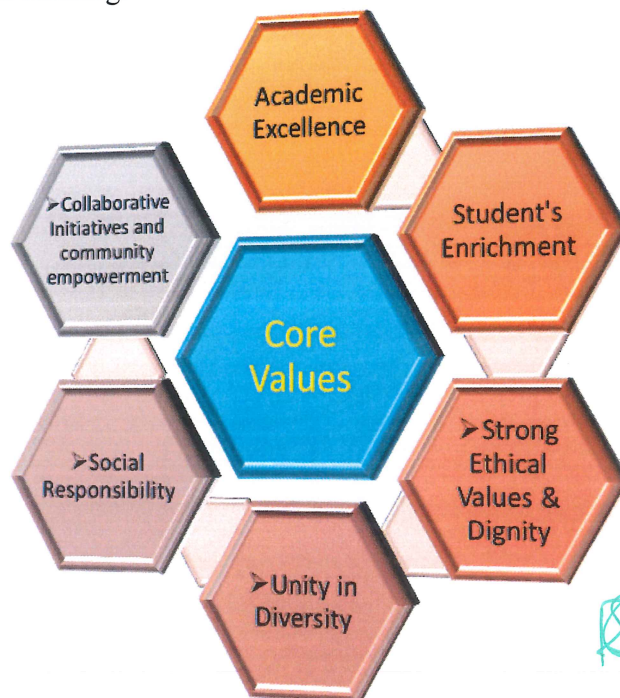 Academic
Excellence
Student's
Enrichment
➤Strong
Ethical
Values &
Dignity
➤Unity in
Diversity
➤Social
Responsibility
➤Collaborative
Initiatives and
community
empowerment
Core
Values